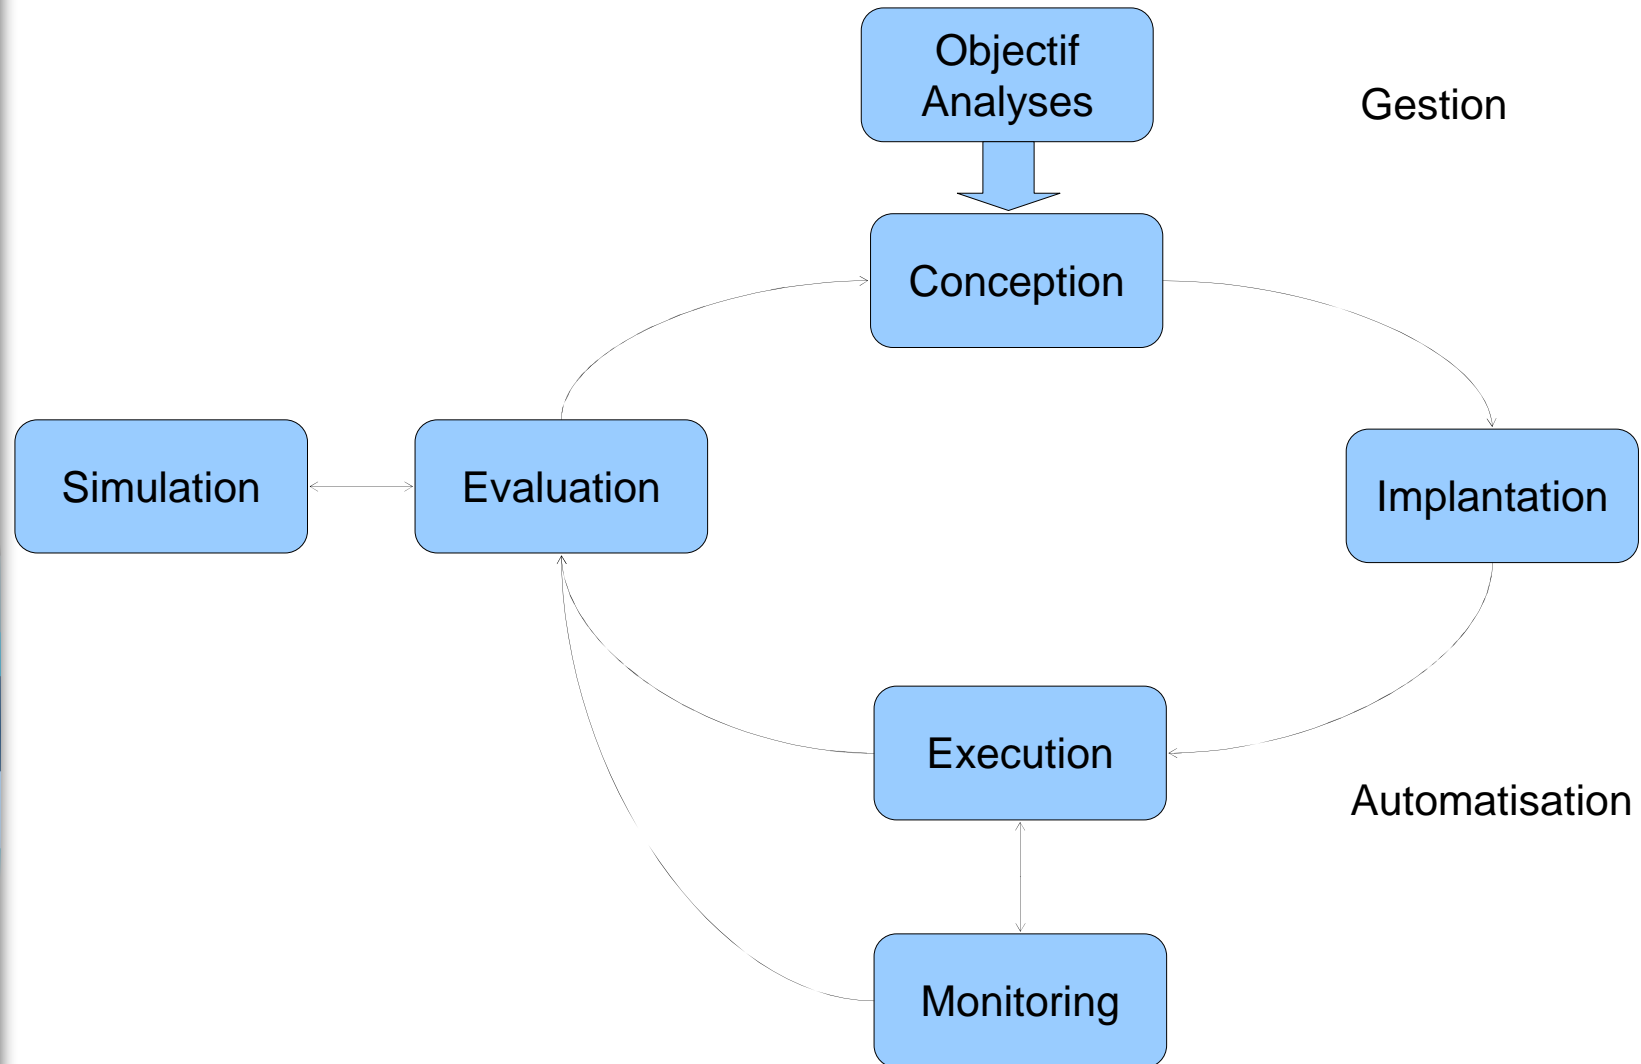 Objectif
Analyses
Gestion
Conception
Simulation
Evaluation
Implantation
Execution
Automatisation
Monitoring